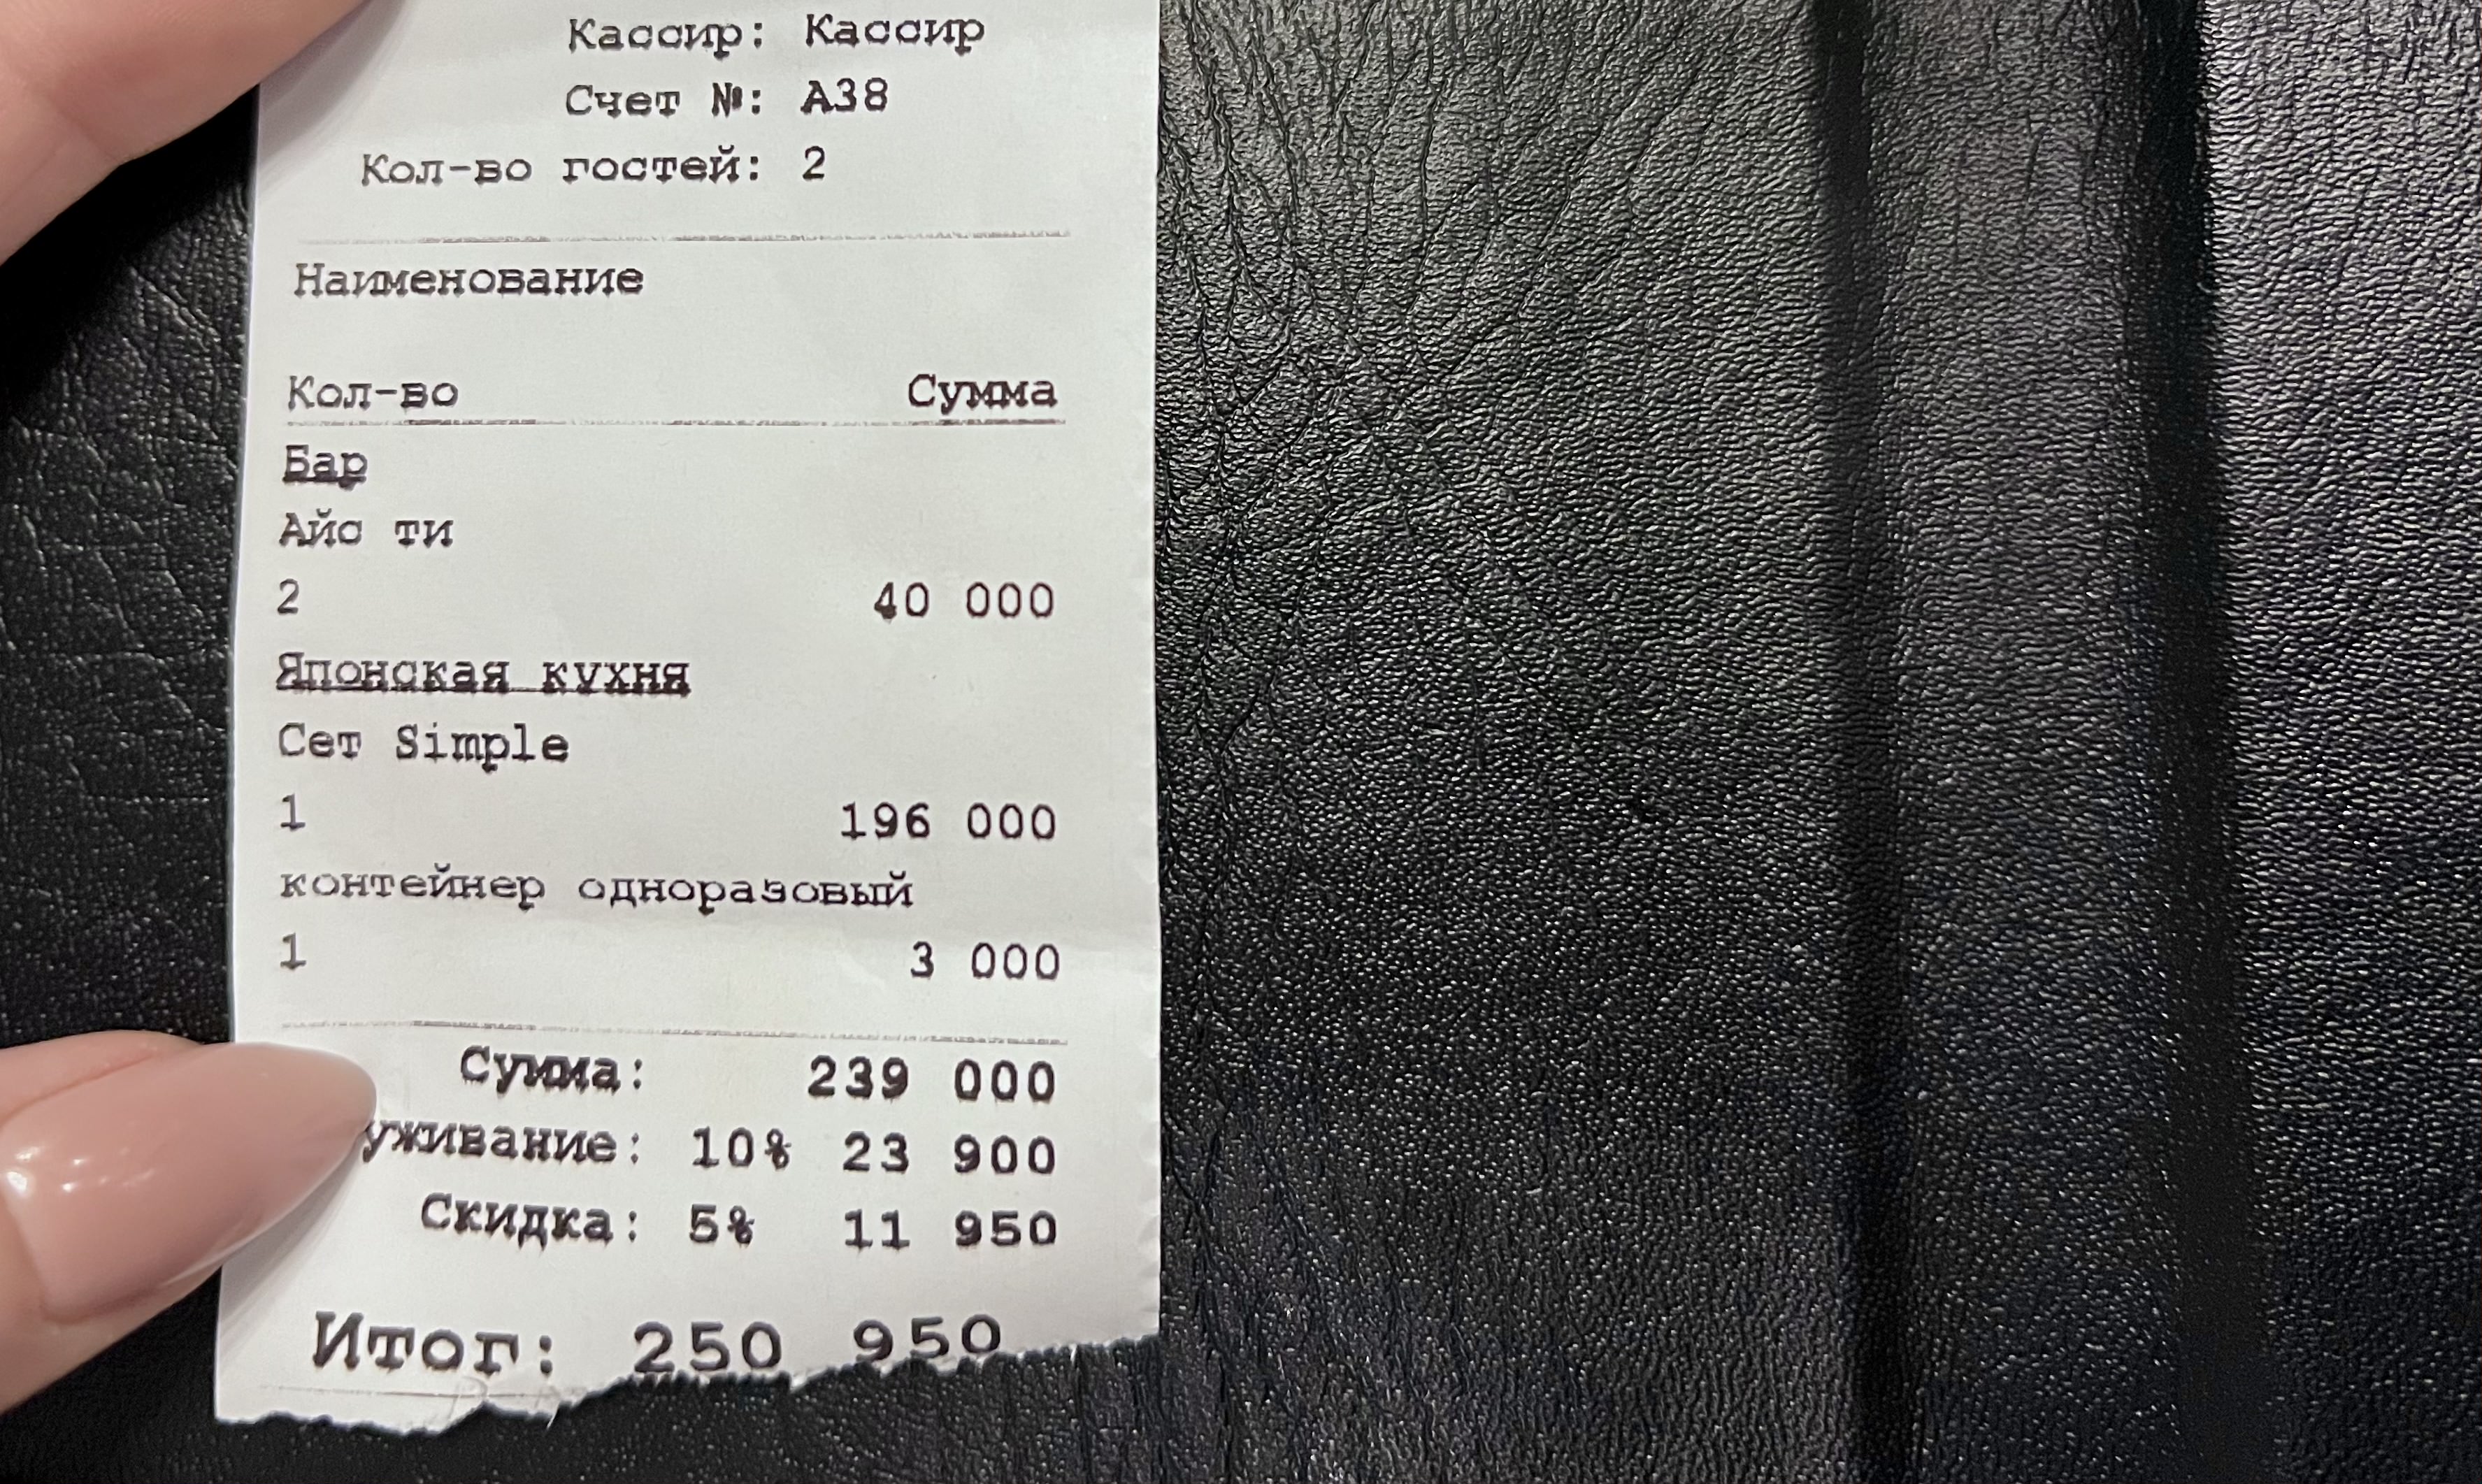 Кассир: Кассир
Счет №: A38
Кол-во гостей: 2
Наименование
Кол-во Сумма
Бар
Айс ти
2 40 000
Японская кухня
Сет Simple
1 196 000
контейнер одноразовый
1 3 000
Сумма: 239 000
уживание: 10% 23 900
Скидка: 5% 11 950
Итог: 250 950